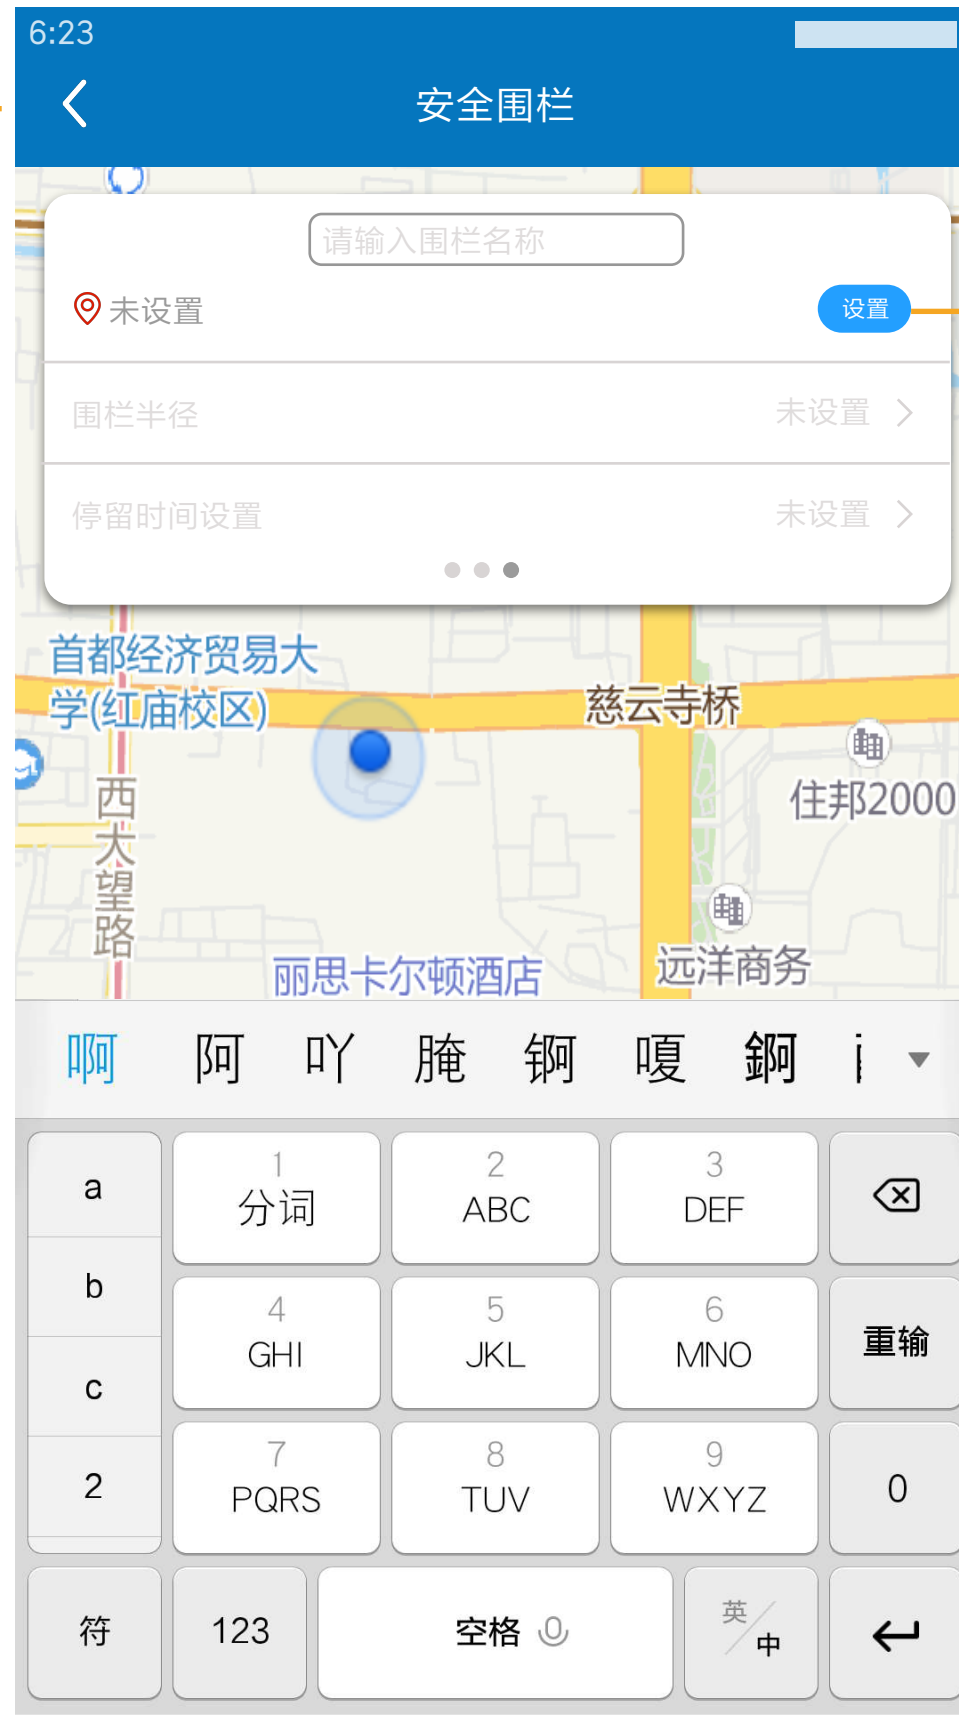 6:23
安全围栏
请输入围栏名称
未设置 设置
围栏半径 未设置
停留时间设置 未设置
首都经济贸易大
学(红庙校区)
慈云寺桥
住邦2000
西大望路
远洋商务
丽思卡尔顿酒店
啊 阿 吖 腌 锕 嗄 錒
a 1 2 3
分词 ABC DEF
b 4 5 6 重输
GHI JKL MNO
c
2 7 8 9 0
PQRS TUV WXYZ
符 123 空格 英/中